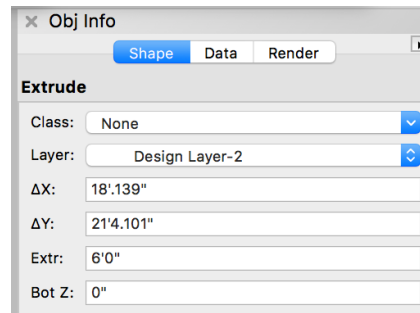 × Obj Info
Shape Data Render
Extrude
Class: None
Layer: Design Layer-2
ΔX: 18'.139"
ΔY: 21'4.101"
Extr: 6'0"
Bot Z: 0"